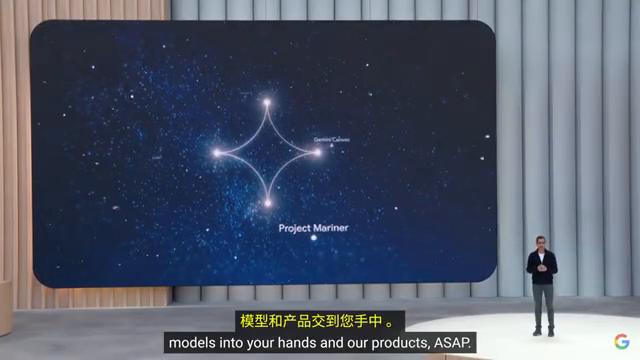 Gemini Canvas
Project Mariner
模型和产品交到您手中。
models into your hands and our products, ASAP.